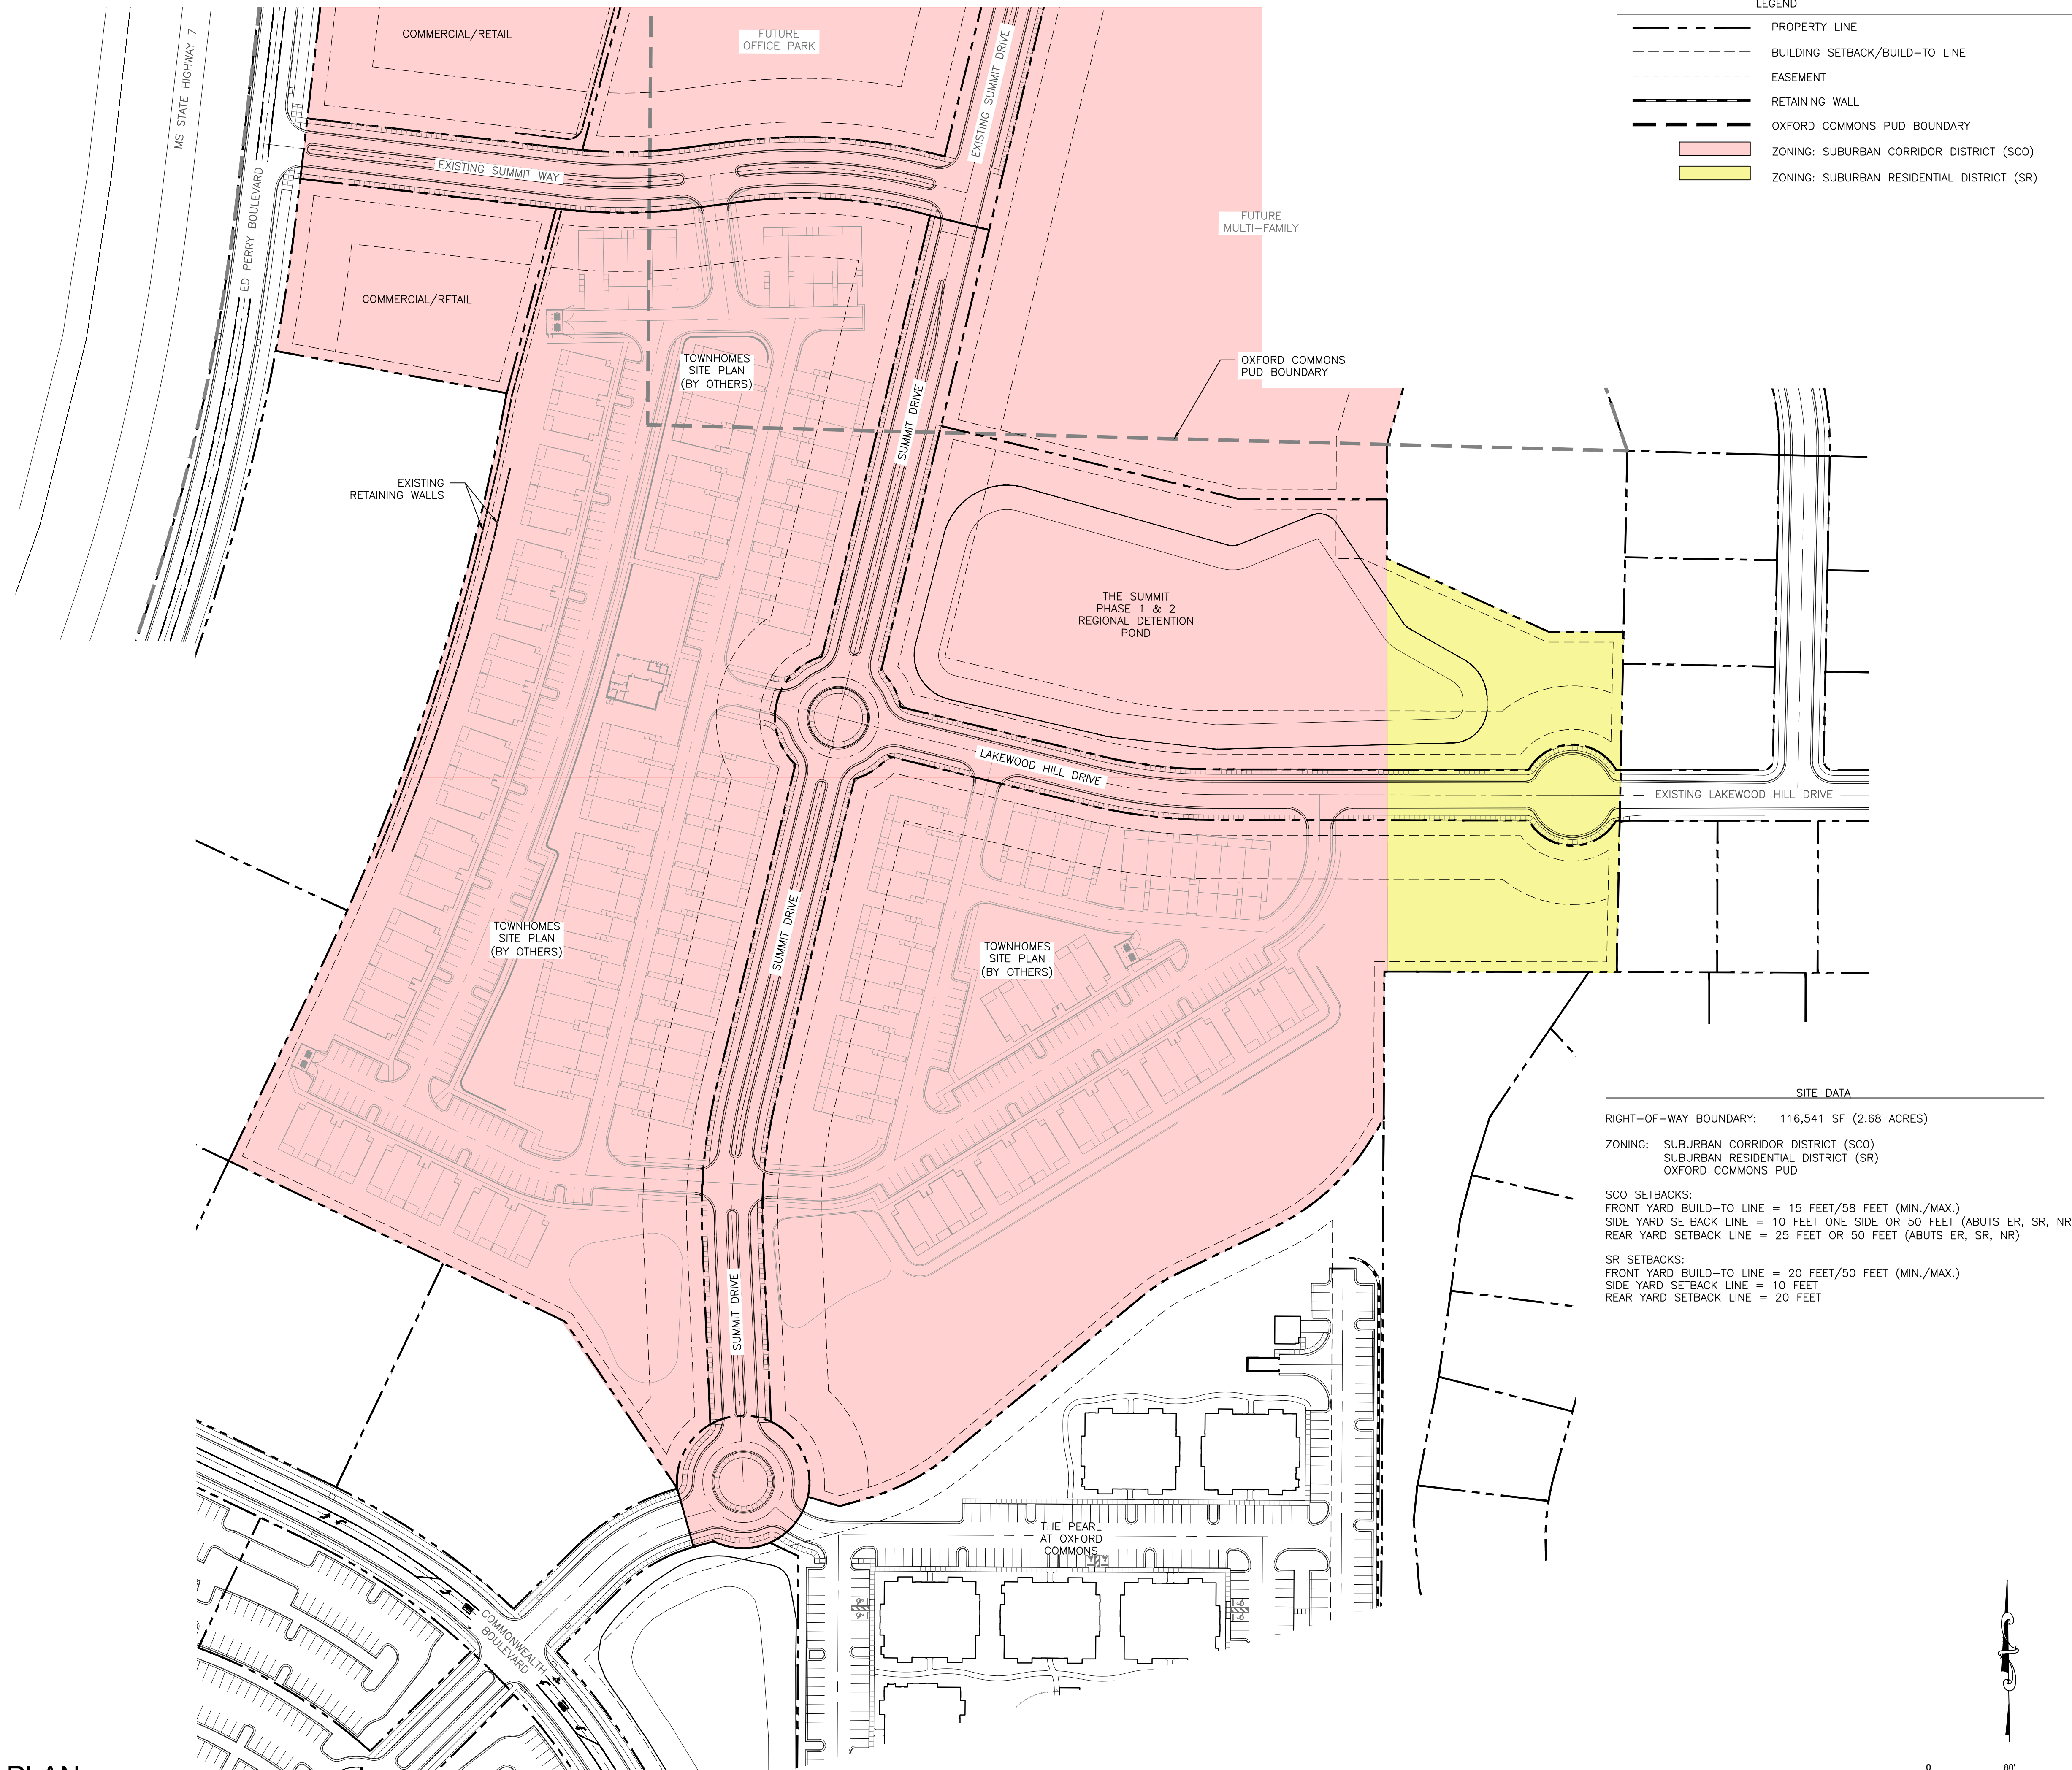 LEGEND
PROPERTY LINE
BUILDING SETBACK/BUILD-TO LINE
EASEMENT
RETAINING WALL
OXFORD COMMONS PUD BOUNDARY
ZONING: SUBURBAN CORRIDOR DISTRICT (SCO)
ZONING: SUBURBAN RESIDENTIAL DISTRICT (SR)
MS STATE HIGHWAY 7
COMMERCIAL/RETAIL
FUTURE
OFFICE PARK
EXISTING SUMMIT DRIVE
ED PERRY BOULEVARD
EXISTING SUMMIT WAY
FUTURE
MULTI-FAMILY
COMMERCIAL/RETAIL
TOWNHOMES
SITE PLAN
(BY OTHERS)
OXFORD COMMONS
PUD BOUNDARY
SUMMIT DRIVE
EXISTING
RETAINING WALLS
THE SUMMIT
PHASE 1 & 2
REGIONAL DETENTION
POND
LAKEWOOD HILL DRIVE
EXISTING LAKEWOOD HILL DRIVE
SUMMIT DRIVE
TOWNHOMES
SITE PLAN
(BY OTHERS)
TOWNHOMES
SITE PLAN
(BY OTHERS)
SITE DATA
RIGHT-OF-WAY BOUNDARY: 116,541 SF (2.68 ACRES)
ZONING: SUBURBAN CORRIDOR DISTRICT (SCO)
SUBURBAN RESIDENTIAL DISTRICT (SR)
OXFORD COMMONS PUD
SCO SETBACKS:
FRONT YARD BUILD-TO LINE = 15 FEET/58 FEET (MIN./MAX.)
SIDE YARD SETBACK LINE = 10 FEET ONE SIDE OR 50 FEET (ABUTS ER, SR, NR
REAR YARD SETBACK LINE = 25 FEET OR 50 FEET (ABUTS ER, SR, NR)
SR SETBACKS:
FRONT YARD BUILD-TO LINE = 20 FEET/50 FEET (MIN./MAX.)
SIDE YARD SETBACK LINE = 10 FEET
REAR YARD SETBACK LINE = 20 FEET
SUMMIT DRIVE
THE PEARL
AT OXFORD
COMMONS
COMMONWEALTH
BOULEVARD
PLAN
0 80'